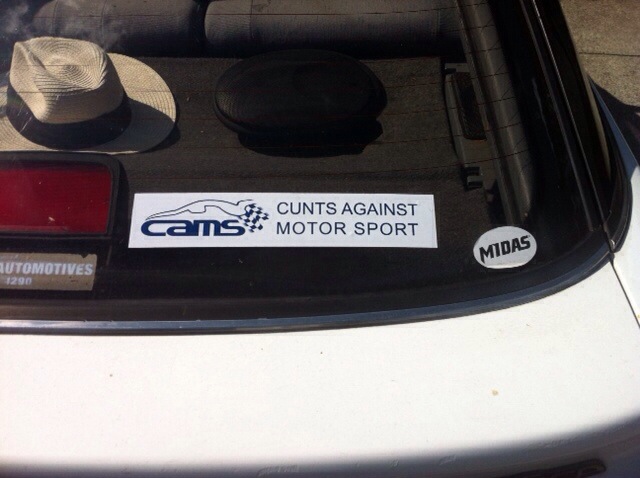 cams
CUNTS AGAINST
MOTOR SPORT
MIDAS
AUTOMOTIVES
1290